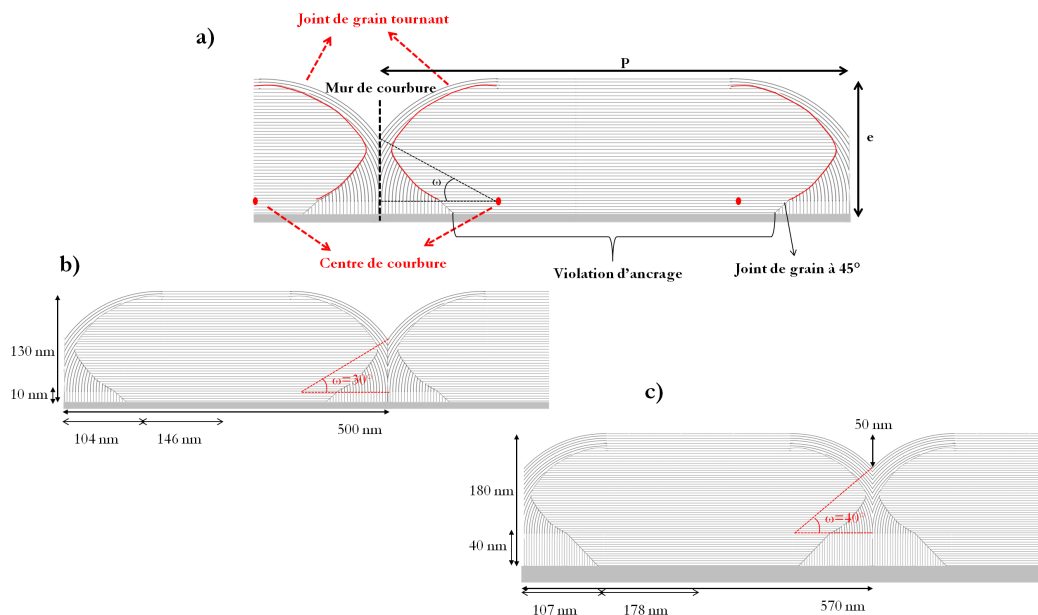 Joint de grain tournant
a)
P
Mur de courbure
e
ω
Centre de courbure
Violation d'ancrage
Joint de grain à 45°
b)
130 nm
10 nm
ω=30°
104 nm
146 nm
500 nm
c)
50 nm
180 nm
ω=40°
40 nm
107 nm
178 nm
570 nm